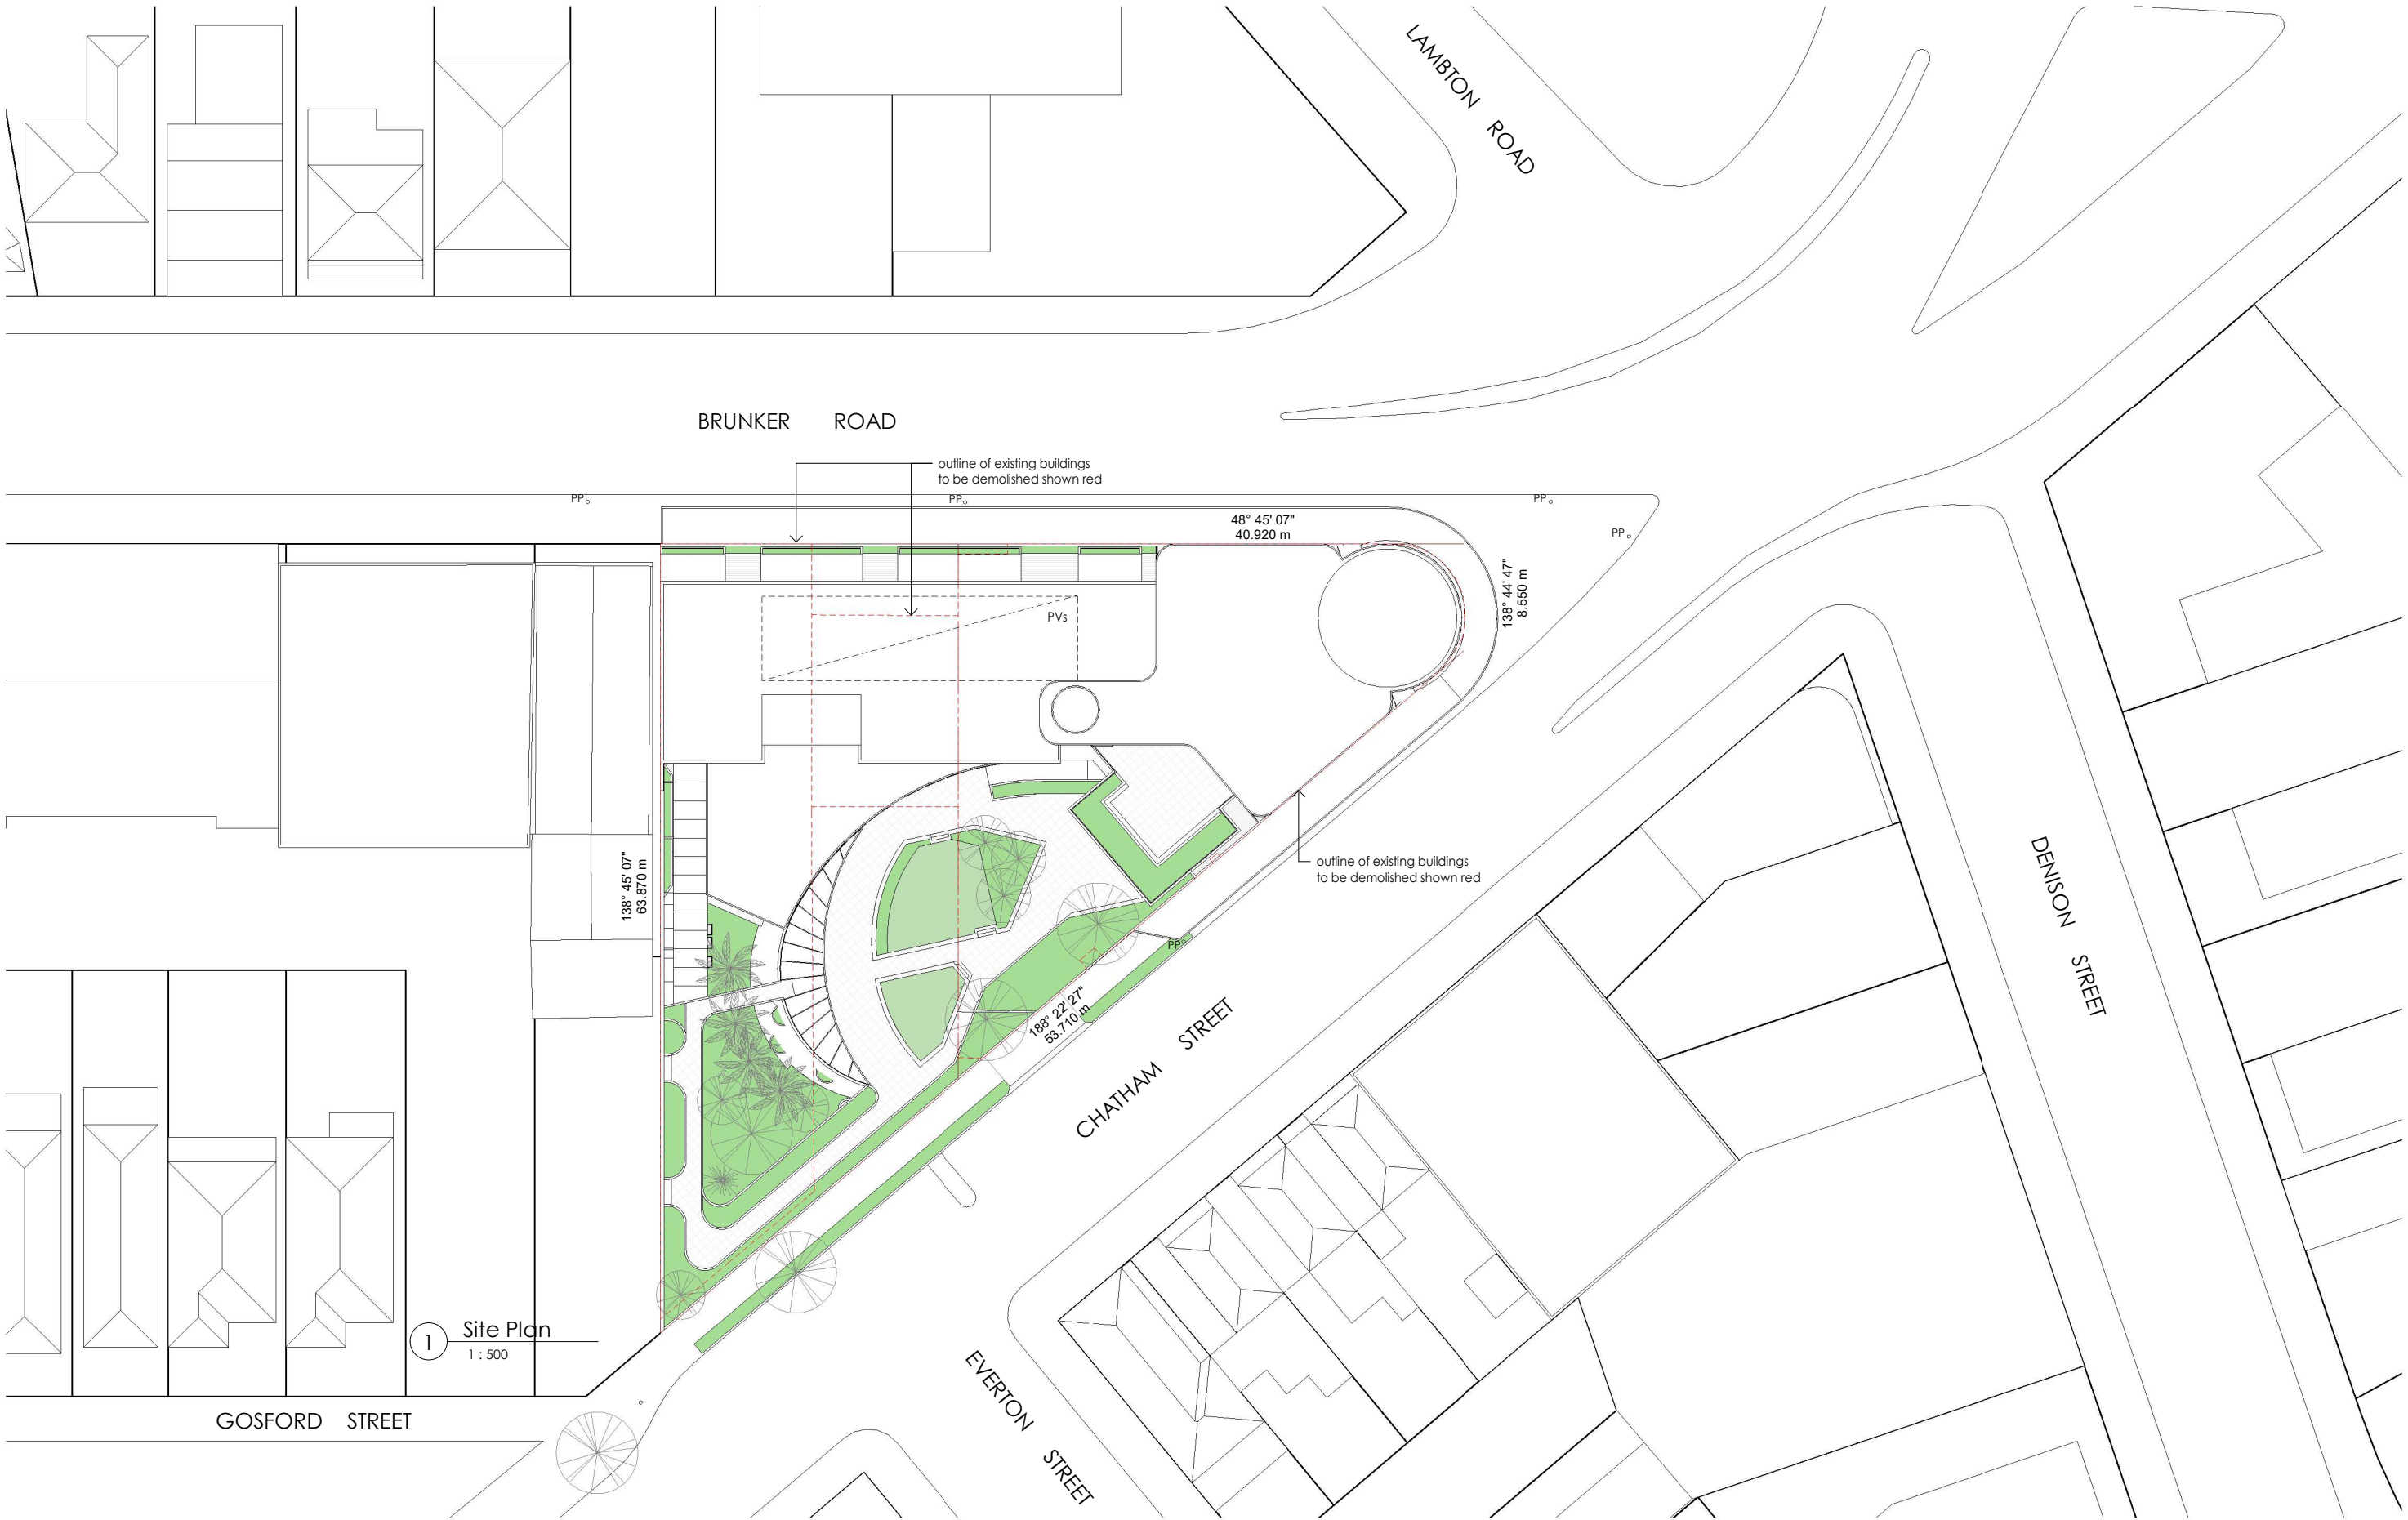 LAMBTON ROAD
BRUNKER ROAD
outline of existing buildings
to be demolished shown red
PP
PP
PP
PP
48° 45' 07"
40.920 m
138° 44' 47"
8.550 m
PVs
outline of existing buildings
to be demolished shown red
138° 45' 07"
63.870 m
DENISON STREET
PP
188° 22' 27"
53.710 m
CHATHAM STREET
1
Site Plan
1 : 500
EVERTON STREET
GOSFORD STREET